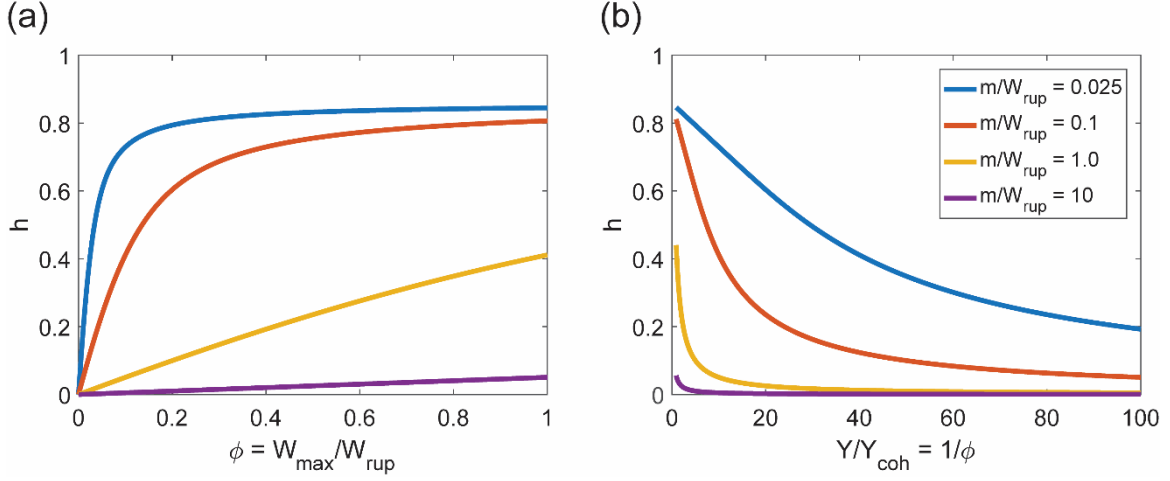 (a)
1
0.8
0.6
0.4
0.2
0
h
0 0.2 0.4 0.6 0.8 1
ϕ = W_max/W_rup
(b)
1
0.8
0.6
0.4
0.2
0
h
0 20 40 60 80 100
Y/Y_coh = 1/ϕ
m/W_rup = 0.025
m/W_rup = 0.1
m/W_rup = 1.0
m/W_rup = 10